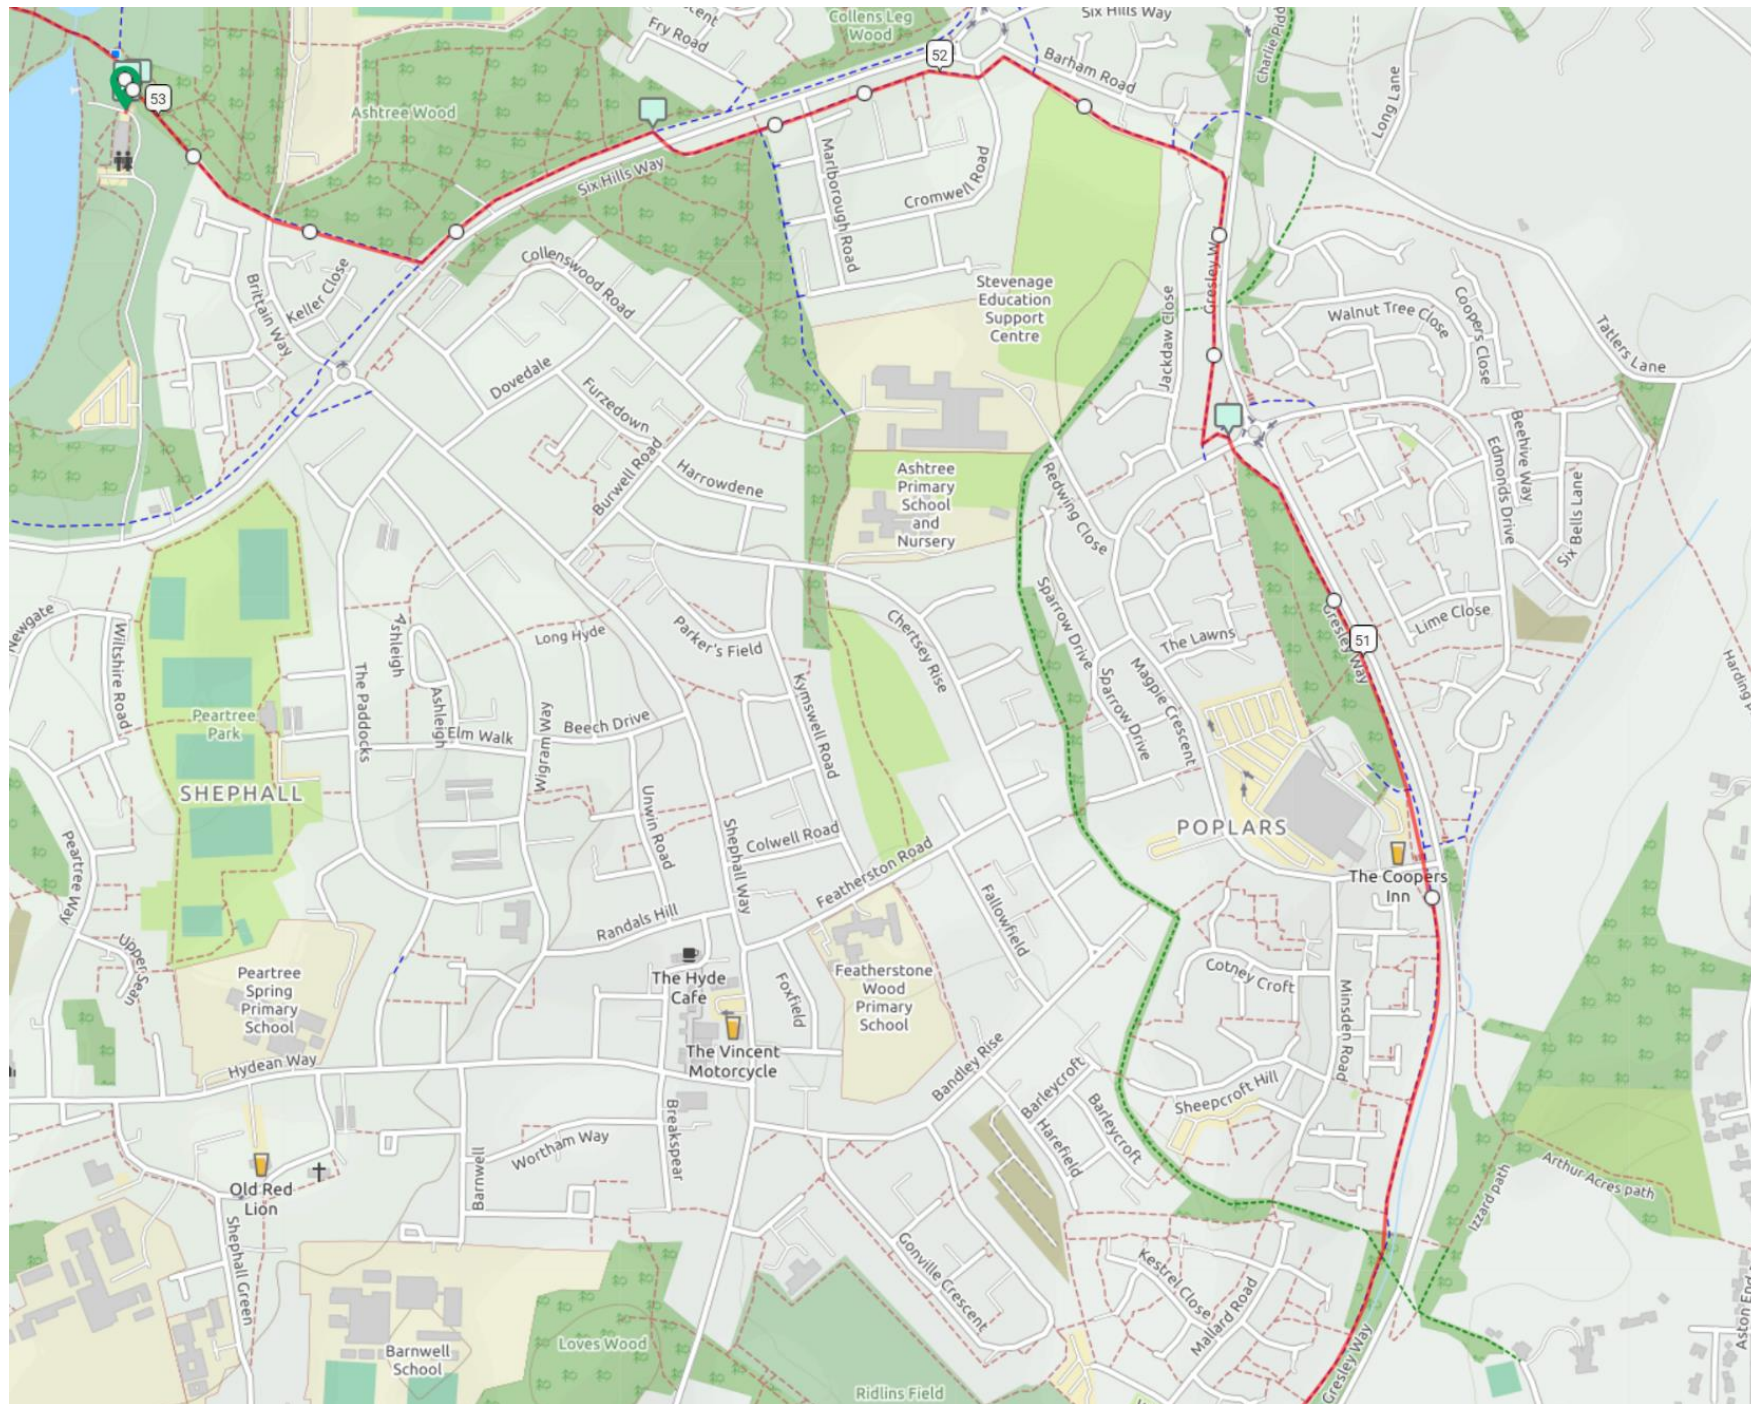 Collens Leg
Wood
Six Hills Way
Fry Road
52
Barham Road
Long Lane
53
Ashtree Wood
Six Hills Way
Marlborough Road
Cromwell Road
Collenswood Road
Keller Close
Brittain Way
Stevenage
Education
Support
Centre
Jackdaw Close
Walnut Tree Close
Coopers Close
Tatlers Lane
Dovedale
Furzedown
Burwell Road
Harrowdene
Ashtree
Primary
School
and
Nursery
Redwing Close
Beehive Way
Edmonds Drive
Six Bells Lane
Newgate
Wiltshire Road
Ashleigh
Long Hyde
Parker's Field
Chertsey Rise
Sparrow Drive
The Lawns
Gresley Way
51
Lime Close
Peartree
Park
The Paddocks
Ashleigh
Elm Walk
Wigram Way
Beech Drive
Kymswell Road
Sparrow Drive
Magpie Crescent
SHEPHALL
Unwin Road
Colwell Road
POPLARS
Peartree Way
Shephall Way
Featherston Road
The Coopers
Inn
Fallowfield
Randals Hill
Upper Sean
Peartree
Spring
Primary
School
The Hyde
Cafe
Foxfield
Featherstone
Wood
Primary
School
Cotney Croft
Minsden Road
Hydean Way
The Vincent
Motorcycle
Bandley Rise
Barleycroft
Barleycroft
Harefield
Sheepcroft Hill
Breakspear
Wortham Way
Barnwell
Old Red
Lion
Shephall Green
Izzard path
Arthur Acres path
Gonville Crescent
Kestrel Close
Mallard Road
Barnwell
School
Loves Wood
Ridlins Field
Gresley Way